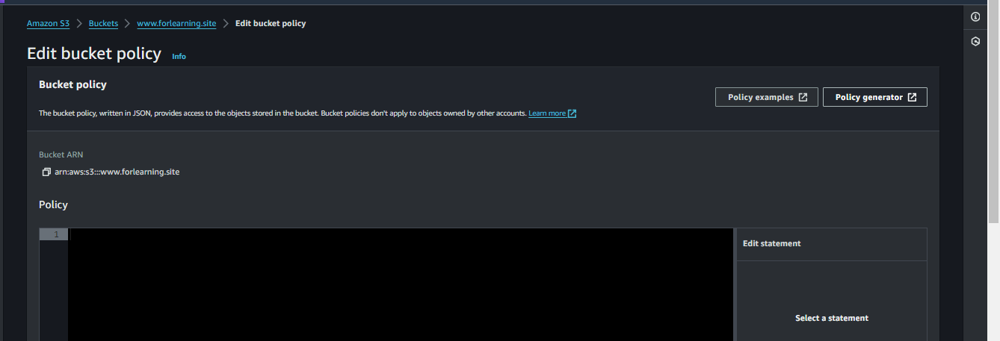 Amazon S3 > Buckets > www.forlearning.site > Edit bucket policy
Edit bucket policy Info
Bucket policy
Policy examples
Policy generator
The bucket policy, written in JSON, provides access to the objects stored in the bucket. Bucket policies don't apply to objects owned by other accounts. Learn more
Bucket ARN
arn:aws:s3:::www.forlearning.site
Policy
1
Edit statement
Select a statement